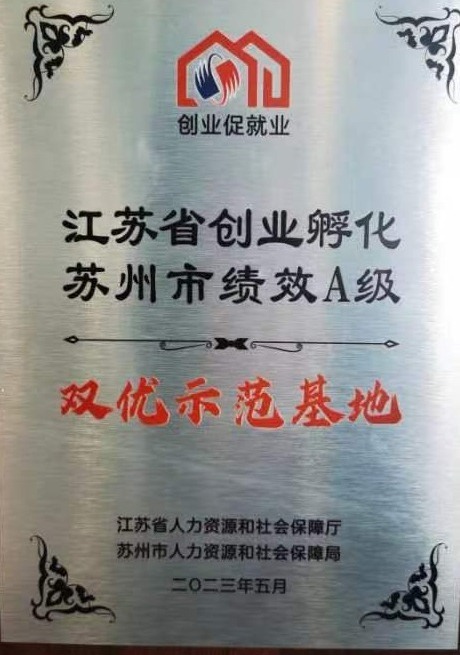 创业促就业
江苏省创业孵化
苏州市绩效A级
双优示范基地
江苏省人力资源和社会保障厅
苏州市人力资源和社会保障局
二〇二三年五月